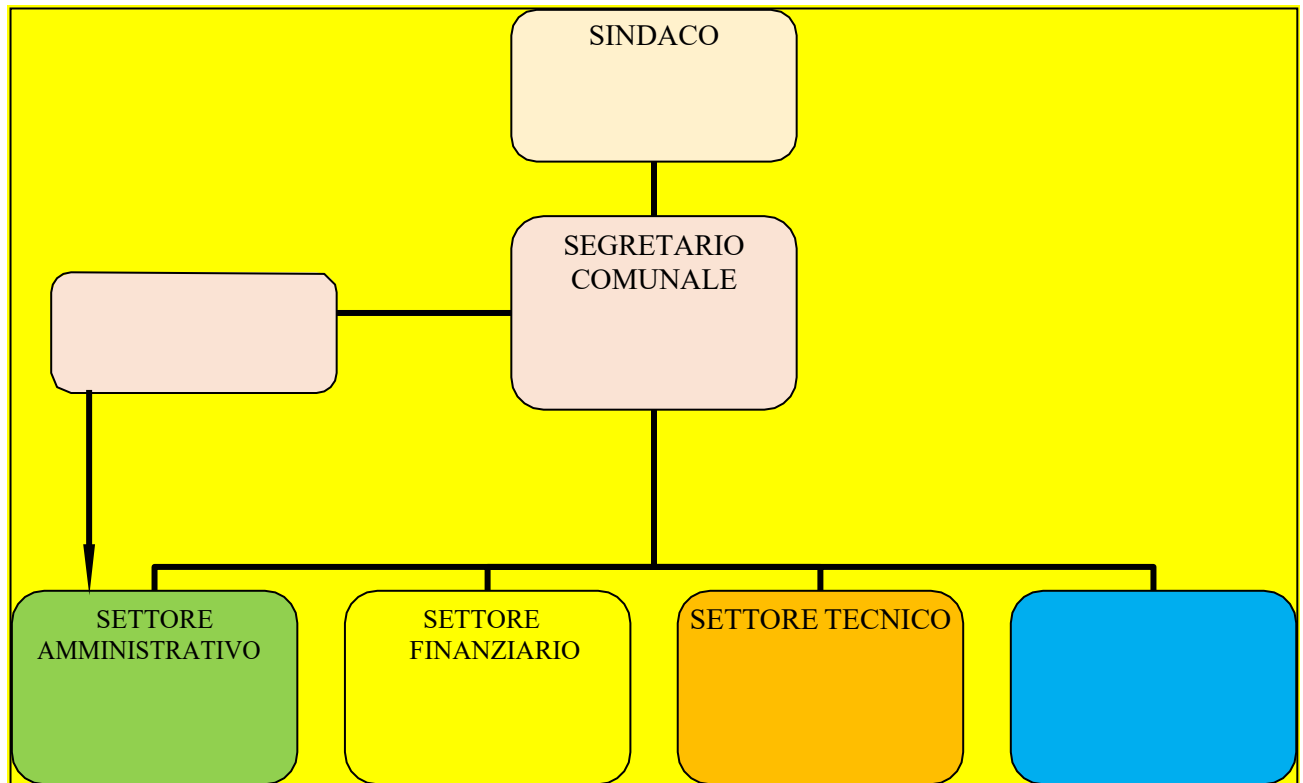 SINDACO
SEGRETARIO
COMUNALE
SETTORE
AMMINISTRATIVO
SETTORE
FINANZIARIO
SETTORE TECNICO